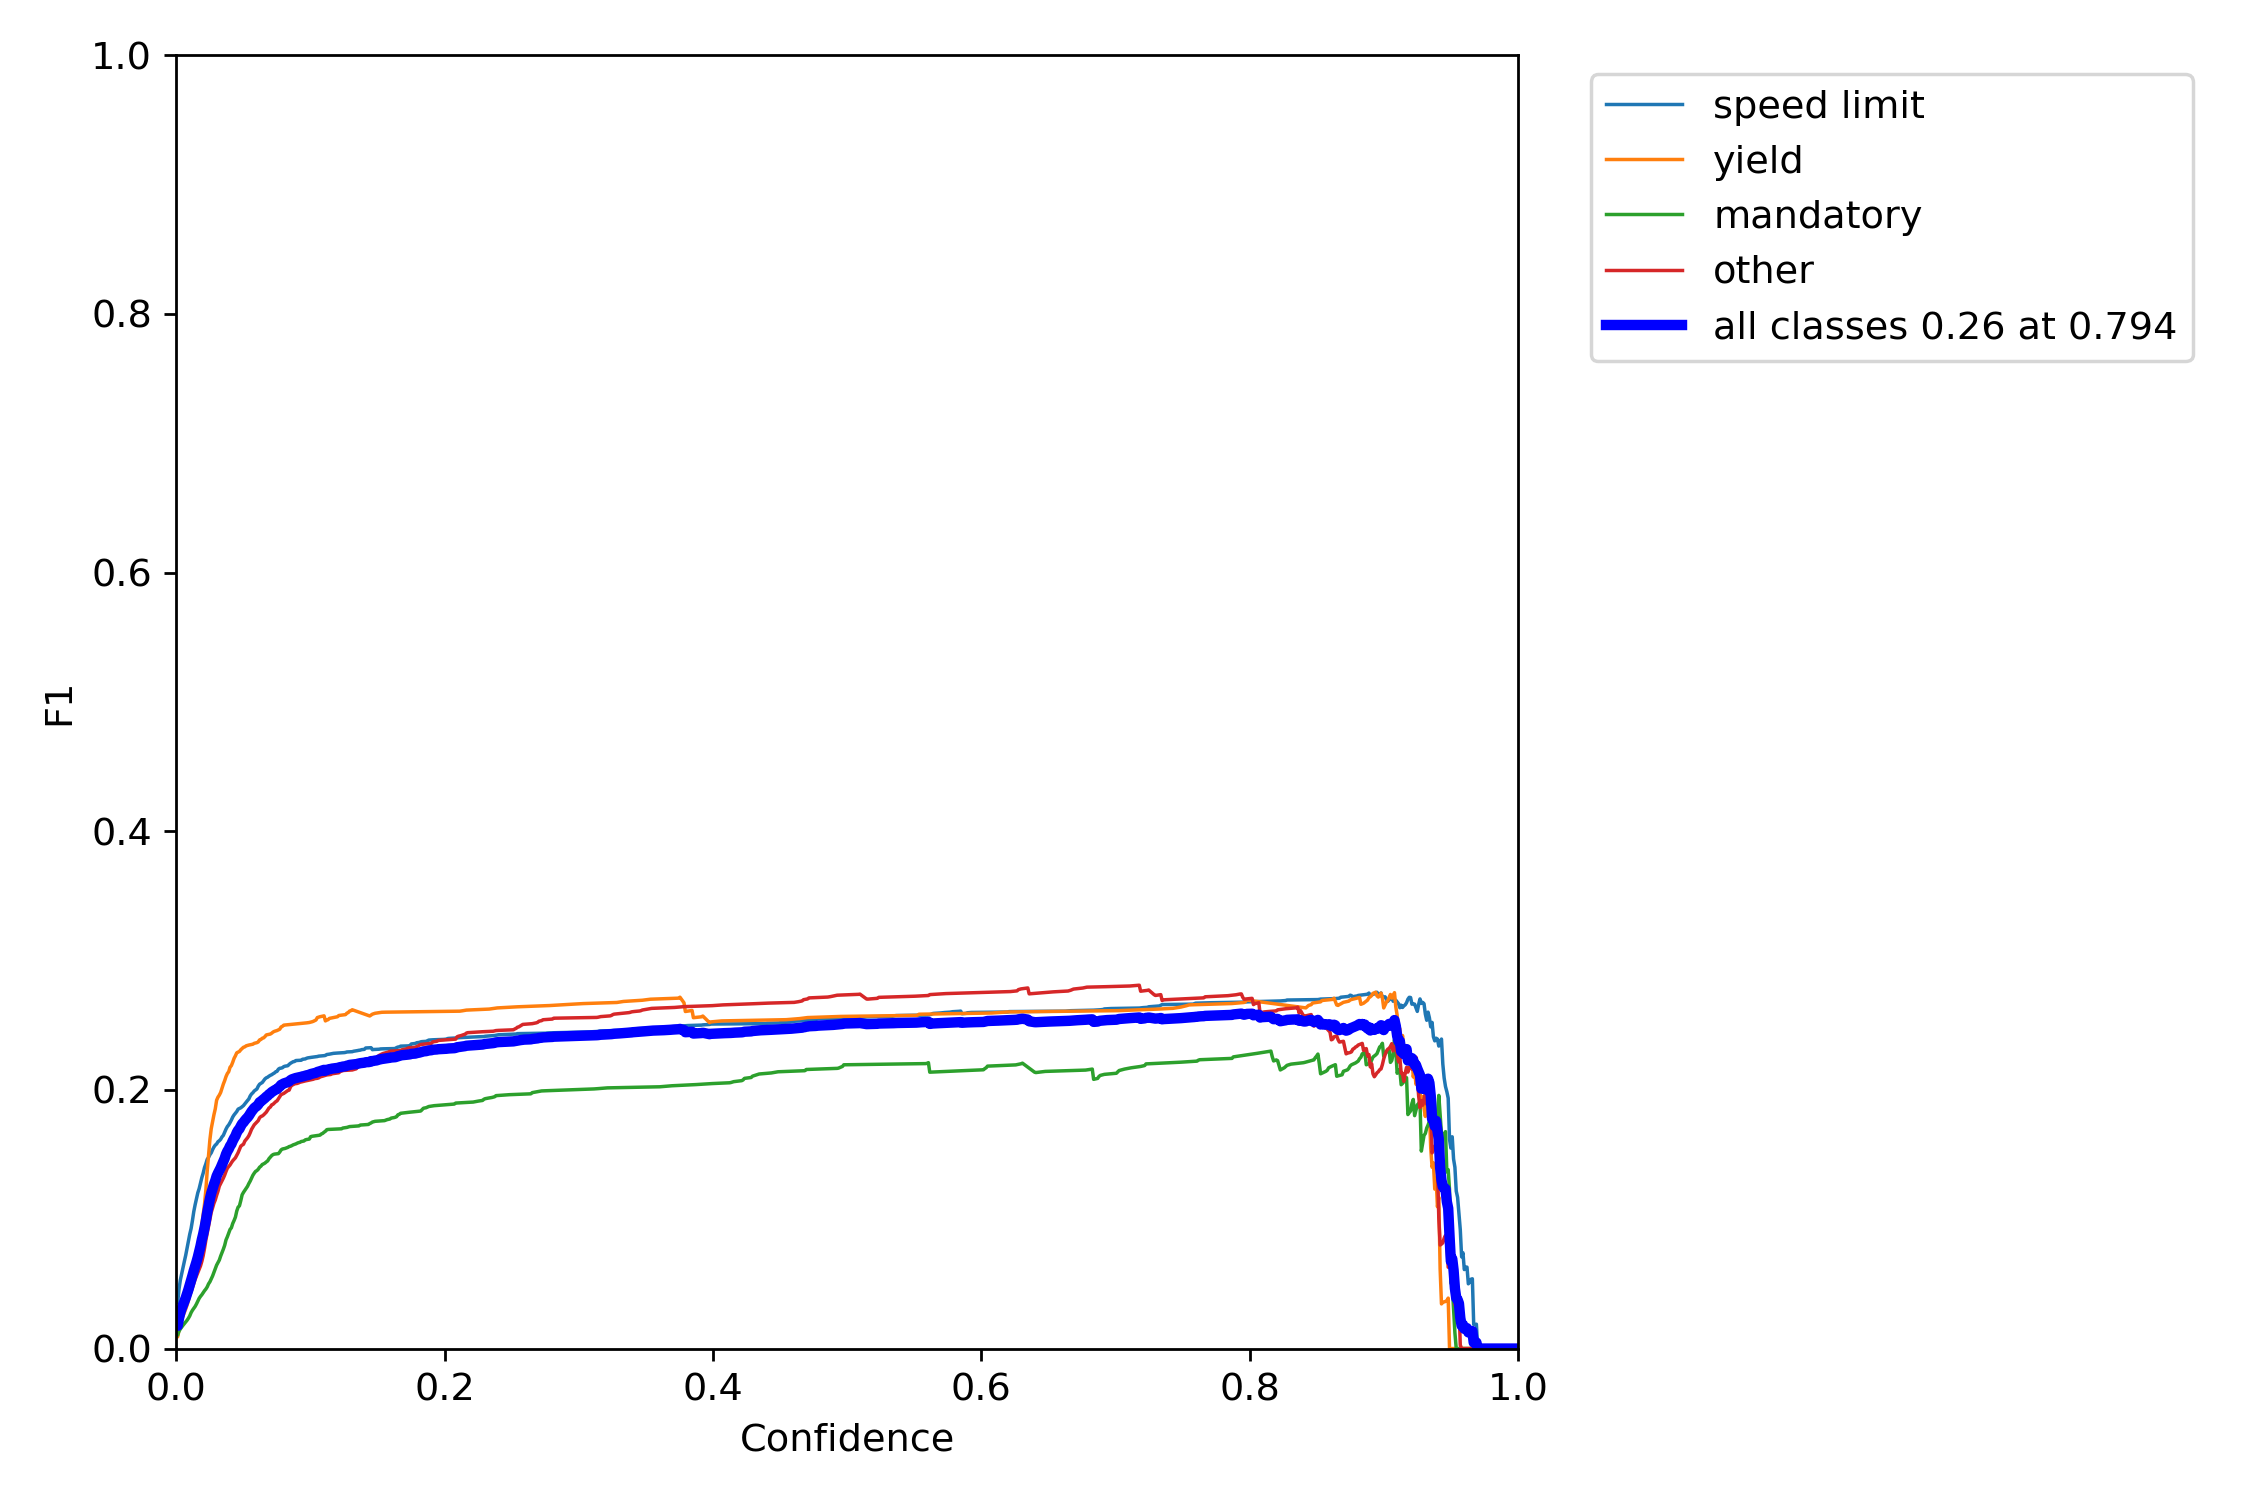 1.0
0.8
0.6
0.4
0.2
0.0
F1
0.0 0.2 0.4 0.6 0.8 1.0
Confidence
speed limit
yield
mandatory
other
all classes 0.26 at 0.794